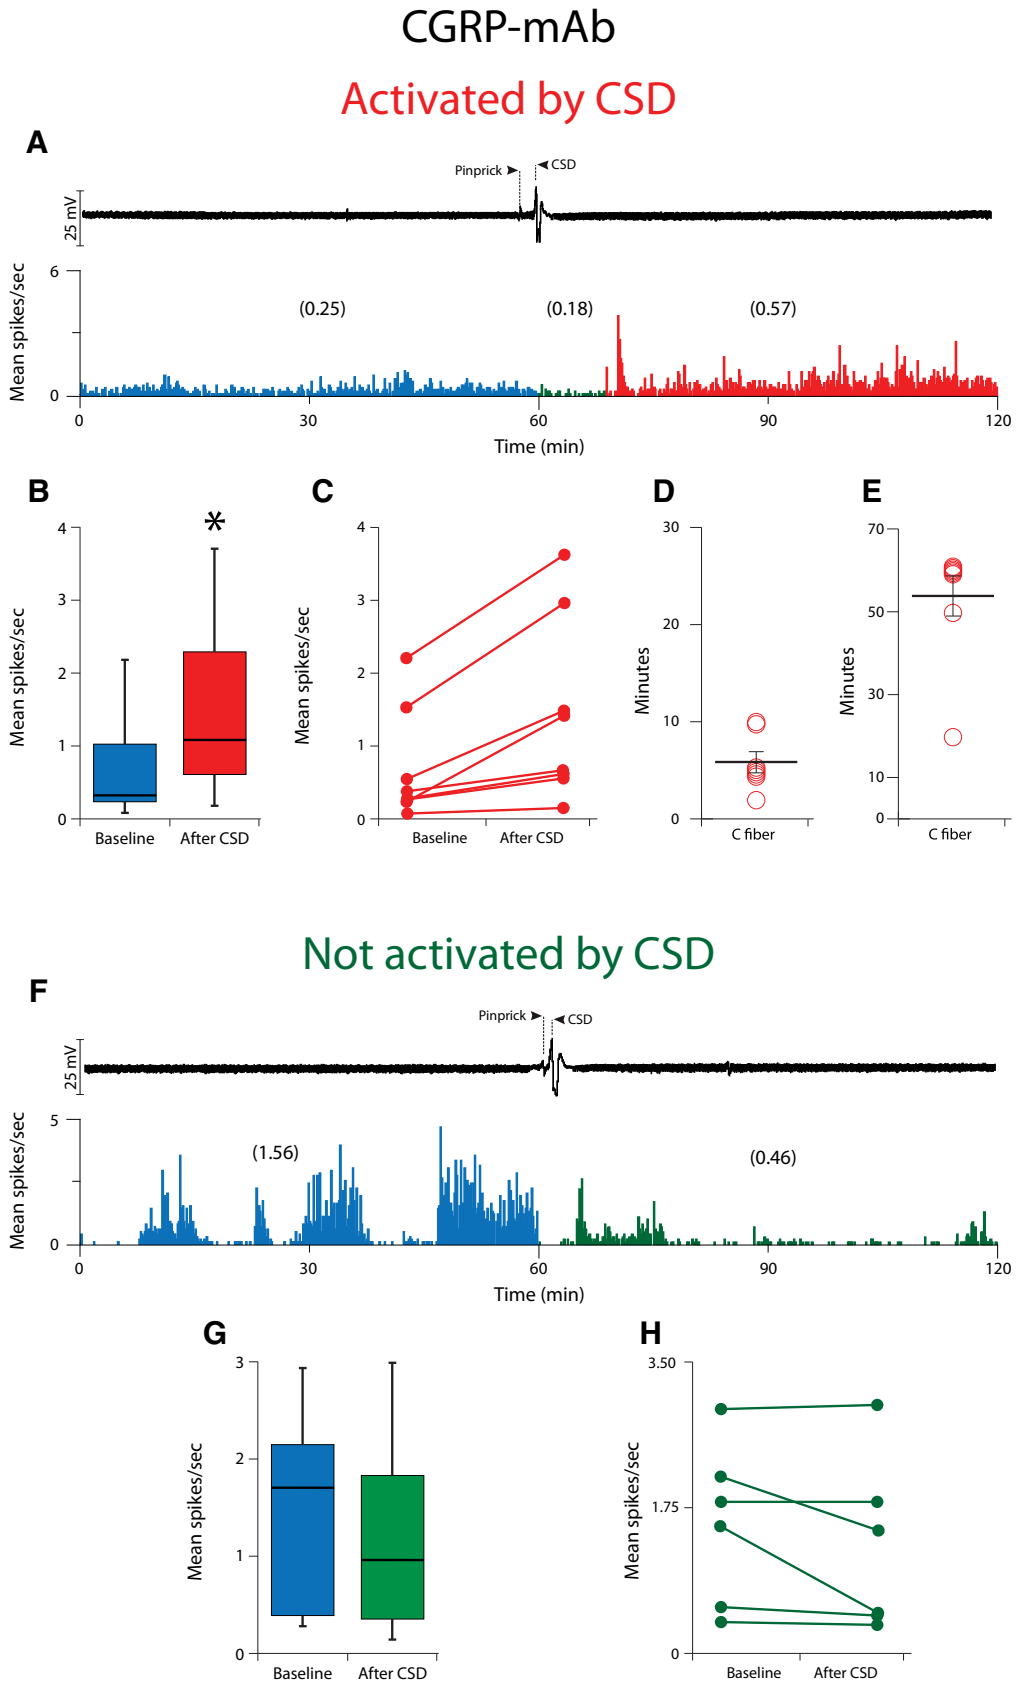 CGRP-mAb
Activated by CSD
A
Pinprick
CSD
25 mV
Mean spikes/sec
6
0
(0.25)
(0.18)
(0.57)
0
30
60
90
120
Time (min)
B
Mean spikes/sec
4
3
2
1
0
*
Baseline
After CSD
C
Mean spikes/sec
4
3
2
1
0
Baseline
After CSD
D
Minutes
30
20
10
0
C fiber
E
Minutes
70
50
30
10
0
C fiber
Not activated by CSD
F
Pinprick
CSD
25 mV
Mean spikes/sec
5
0
(1.56)
(0.46)
0
30
60
90
120
Time (min)
G
Mean spikes/sec
3
2
1
0
Baseline
After CSD
H
Mean spikes/sec
3.50
1.75
0
Baseline
After CSD